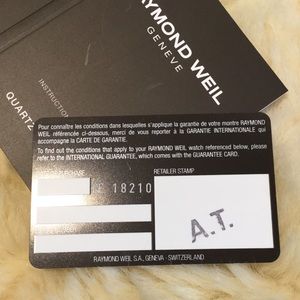 RAYMOND WEIL
GENEVE
INSTRUCTION
QUARTZ
Pour connaître les conditions dans lesquelles s'applique la garantie de votre montre RAYMOND
WEIL référencée ci-dessous, merci de vous reporter à la GARANTIE INTERNATIONALE qui
accompagne la CARTE DE GARANTIE.
To find out the conditions that apply to your RAYMOND WEIL watch referenced below, please
refer to the INTERNATIONAL GUARANTEE, which comes with the GUARANTEE CARD.
PURCHASE
RETAILER STAMP
18210
A.T.
NUMBER
RAYMOND WEIL S.A., GENEVA - SWITZERLAND